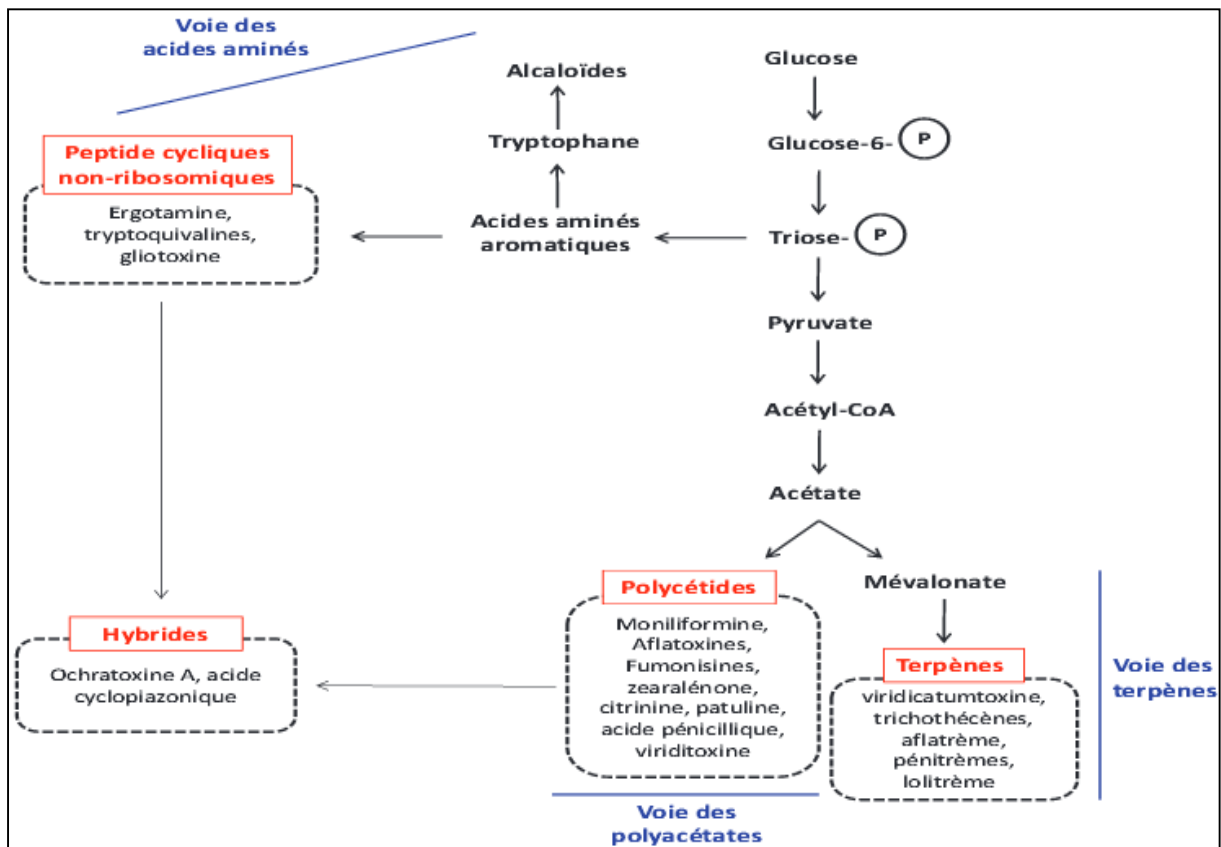 Voie des
acides aminés
Alcaloïdes
Glucose
Tryptophane
Glucose-6- P
Peptide cycliques
non-ribosomiques
Ergotamine,
tryptoquivalines,
gliotoxine
Acides aminés
aromatiques
Triose- P
Pyruvate
Acétyl-CoA
Acétate
Polycétides
Moniliformine,
Aflatoxines,
Fumonisines,
zearalénone,
citrinine, patuline,
acide pénicillique,
viriditoxine
Mévalonate
Terpènes
viridicatumtoxine,
trichothécènes,
aflatrème,
pénitrèmes,
lolitrème
Voie des
terpènes
Hybrides
Ochratoxine A, acide
cyclopiazonique
Voie des
polyacétates